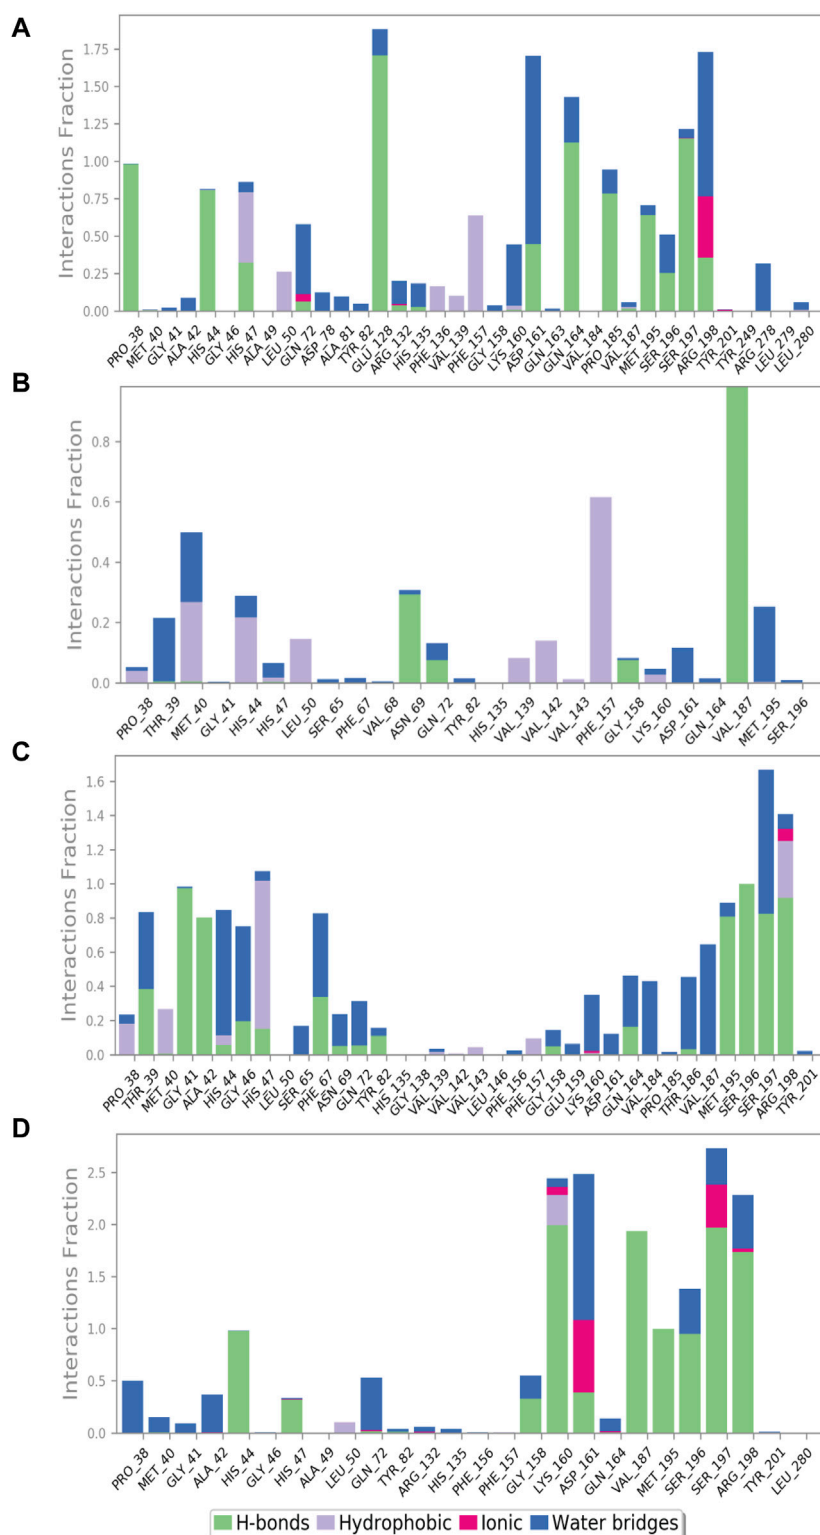 A
Interactions Fraction
1.75
1.50
1.25
1.00
0.75
0.50
0.25
0.00
PRO_38 MET_40 GLY_41 ALA_42 HIS_44 GLY_46 HIS_47 ALA_49 LEU_50 GLN_72 ASP_78 ALA_81 TYR_82 GLU_128 ARG_132 HIS_135 PHE_136 VAL_139 PHE_157 GLY_158 LYS_160 ASP_161 GLN_163 GLN_164 VAL_184 PRO_185 VAL_187 MET_195 SER_196 SER_197 ARG_198 TYR_201 TYR_249 ARG_278 LEU_279 LEU_280
B
Interactions Fraction
0.8
0.6
0.4
0.2
0.0
PRO_38 THR_39 MET_40 GLY_41 HIS_44 HIS_47 LEU_50 SER_65 PHE_67 VAL_68 ASN_69 GLN_72 TYR_82 HIS_135 VAL_139 VAL_142 VAL_143 PHE_157 GLY_158 LYS_160 ASP_161 GLN_164 VAL_187 MET_195 SER_196
C
Interactions Fraction
1.6
1.4
1.2
1.0
0.8
0.6
0.4
0.2
0.0
PRO_38 THR_39 MET_40 GLY_41 ALA_42 HIS_44 GLY_46 HIS_47 LEU_50 SER_65 PHE_67 ASN_69 GLN_72 TYR_82 HIS_135 GLY_138 VAL_139 VAL_142 VAL_143 LEU_146 PHE_156 PHE_157 GLY_158 GLU_159 LYS_160 ASP_161 GLN_164 VAL_184 PRO_185 THR_186 VAL_187 MET_195 SER_196 SER_197 ARG_198 TYR_201
D
Interactions Fraction
2.5
2.0
1.5
1.0
0.5
0.0
PRO_38 MET_40 GLY_41 ALA_42 HIS_44 GLY_46 HIS_47 ALA_49 LEU_50 GLN_72 TYR_82 ARG_132 HIS_135 PHE_156 PHE_157 GLY_158 LYS_160 ASP_161 GLN_164 VAL_187 MET_195 SER_196 SER_197 ARG_198 TYR_201 LEU_280
H-bonds Hydrophobic Ionic Water bridges